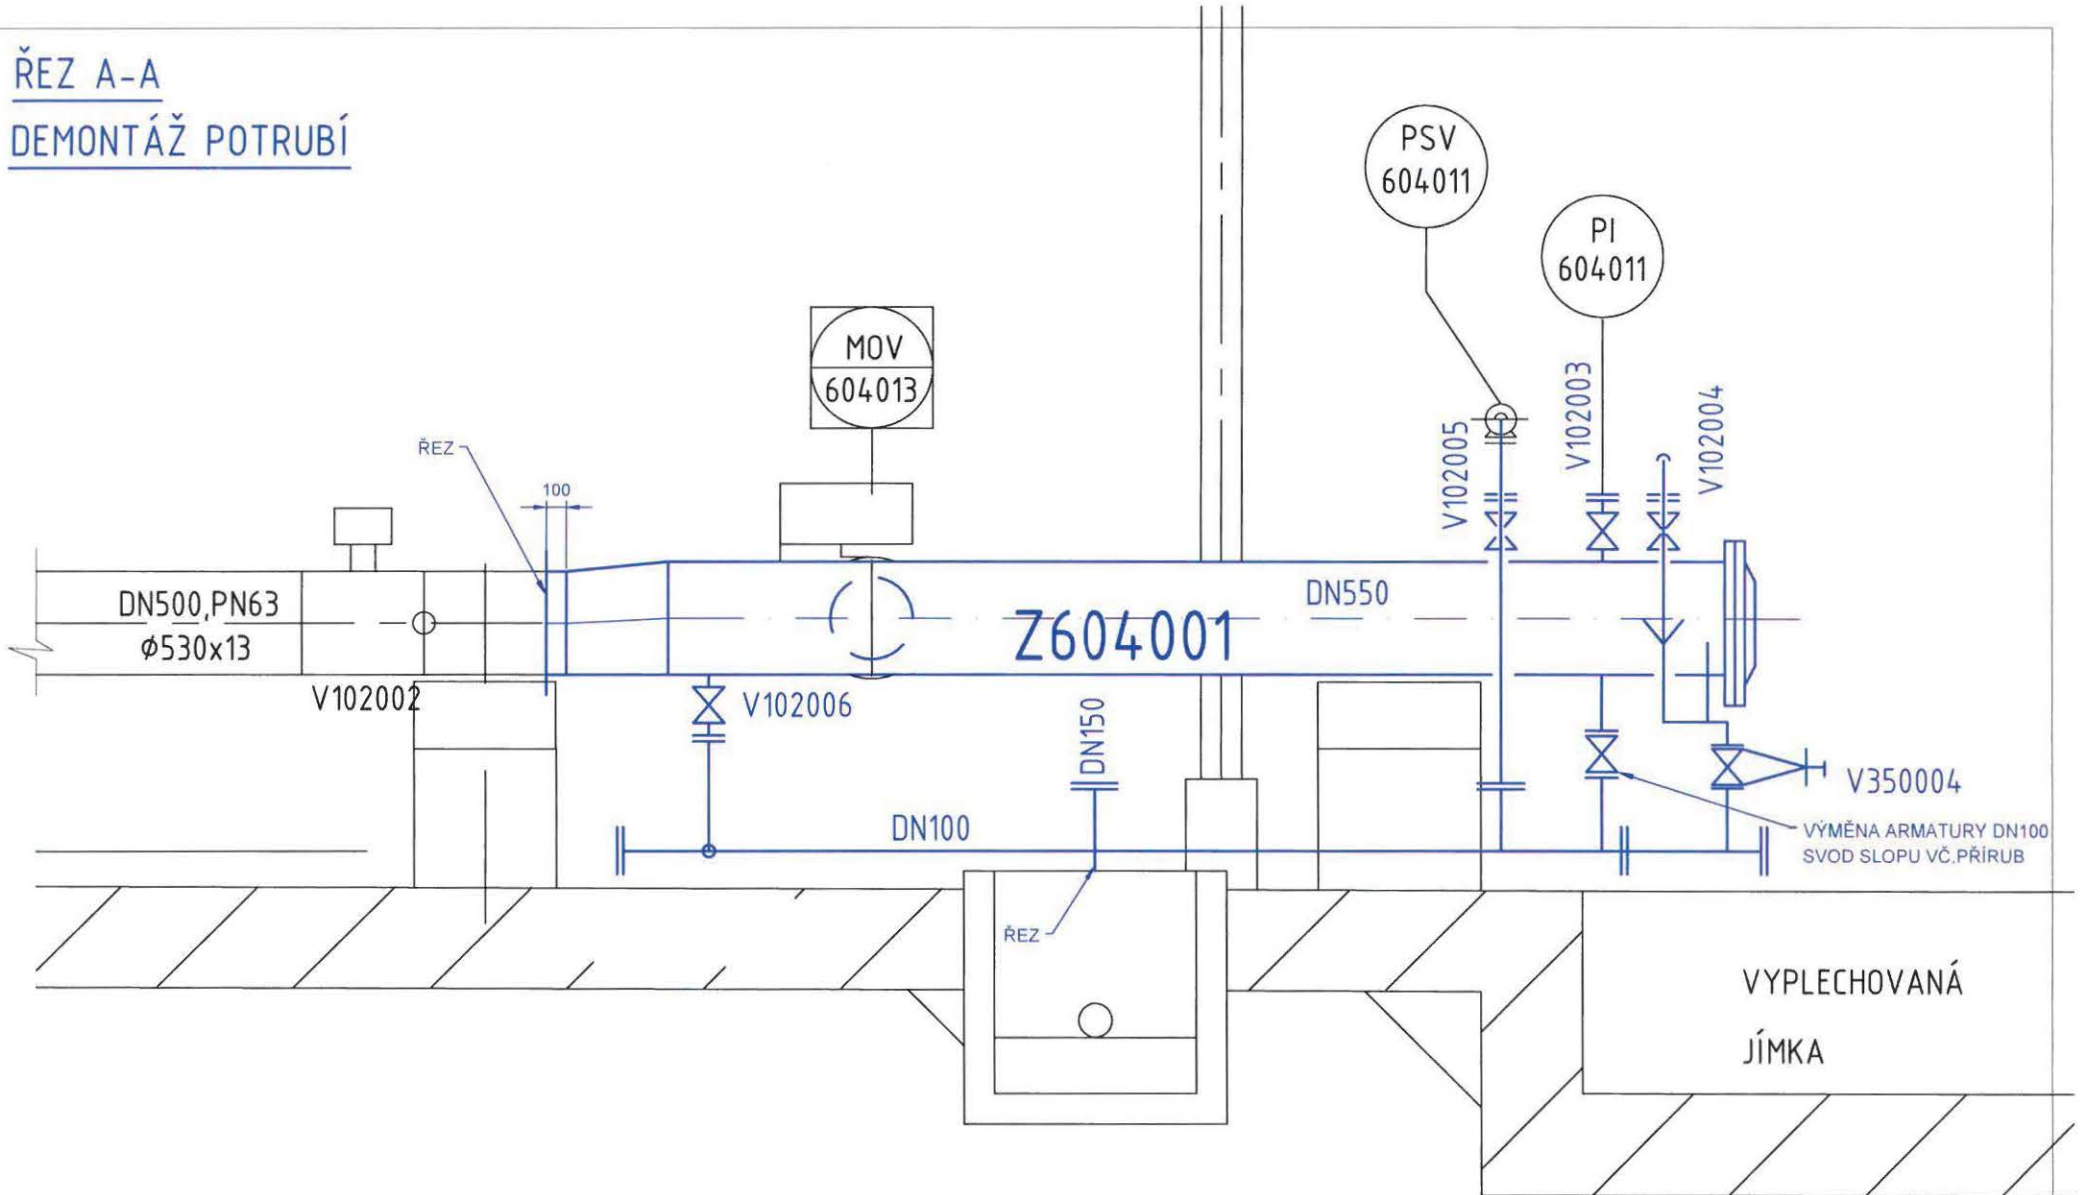 ŘEZ A-A
DEMONTÁŽ POTRUBÍ
PSV
604011
PI
604011
MOV
604013
V102003
V102004
V102005
ŘEZ
100
DN500,PN63
Ø530x13
DN550
Z604001
V102002
V102006
DN150
V350004
DN100
VÝMĚNA ARMATURY DN100
SVOD SLOPU VČ.PŘÍRUB
ŘEZ
VYPLECHOVANÁ
JÍMKA